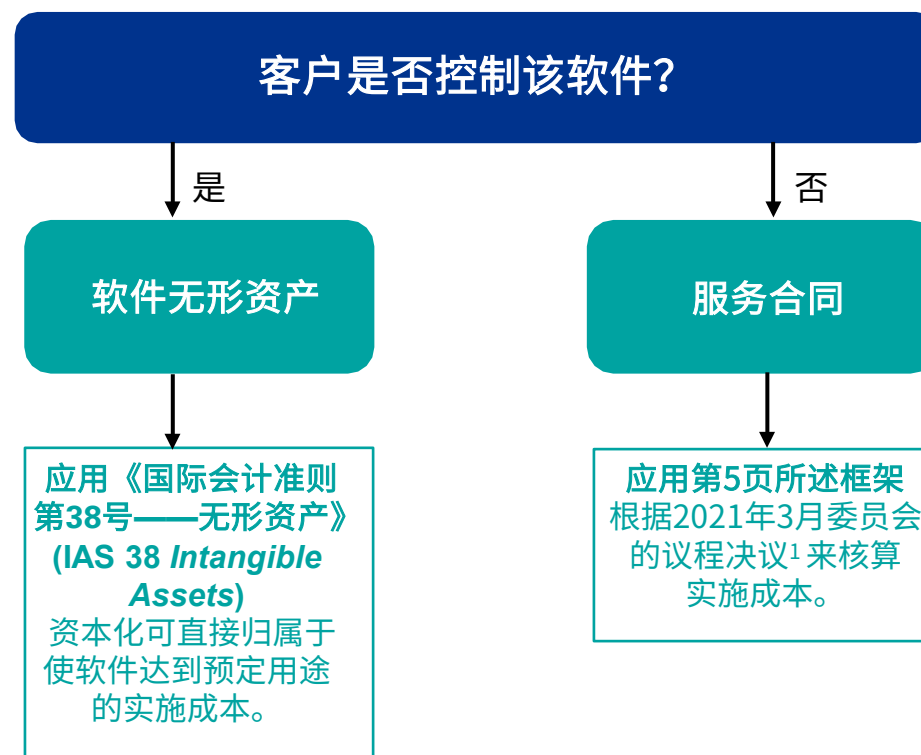 客户是否控制该软件?
是
否
软件无形资产
服务合同
应用《国际会计准则
第38号——无形资产》
(IAS 38 Intangible
Assets)
资本化可直接归属于
使软件达到预定用途
的实施成本。
应用第5页所述框架
根据2021年3月委员会
的议程决议¹ 来核算
实施成本。